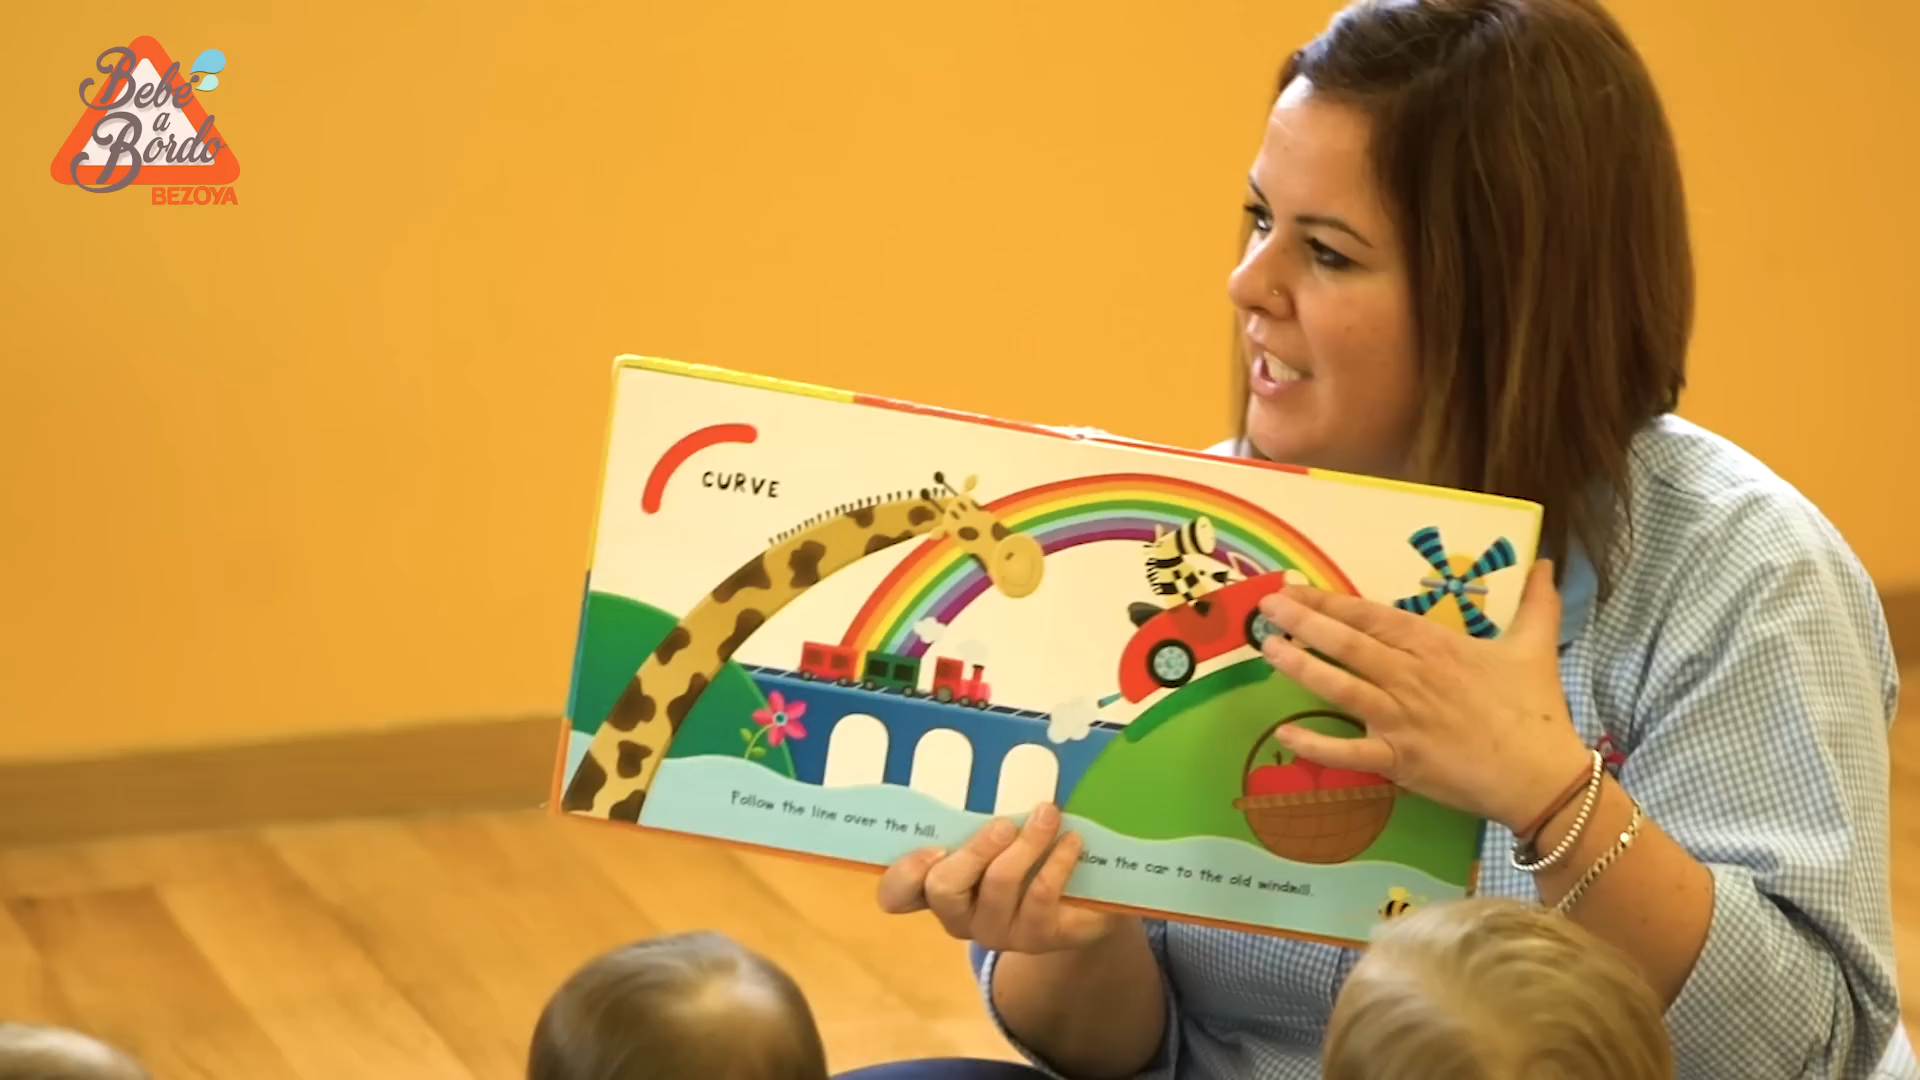 Bebé
a
Bordo
BEZOYA
CURVE
Follow the line over the hill.
the car to the old windmill.